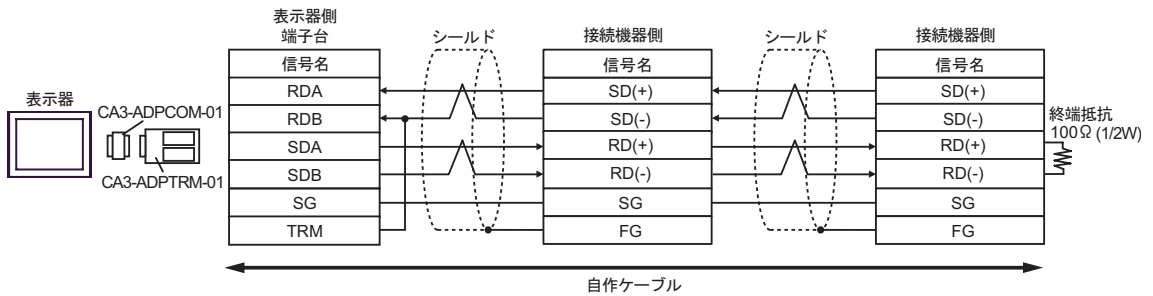 表示器
CA3-ADPCOM-01
CA3-ADPTRM-01
表示器側
端子台
信号名
RDA
RDB
SDA
SDB
SG
TRM
シールド
接続機器側
信号名
SD(+)
SD(-)
RD(+)
RD(-)
SG
FG
シールド
接続機器側
信号名
SD(+)
SD(-)
RD(+)
RD(-)
SG
FG
終端抵抗
100Ω (1/2W)
自作ケーブル